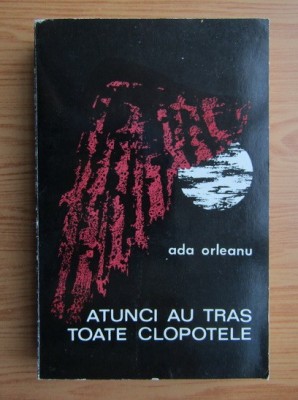 ada orleanu
ATUNCI AU TRAS
TOATE CLOPOTELE